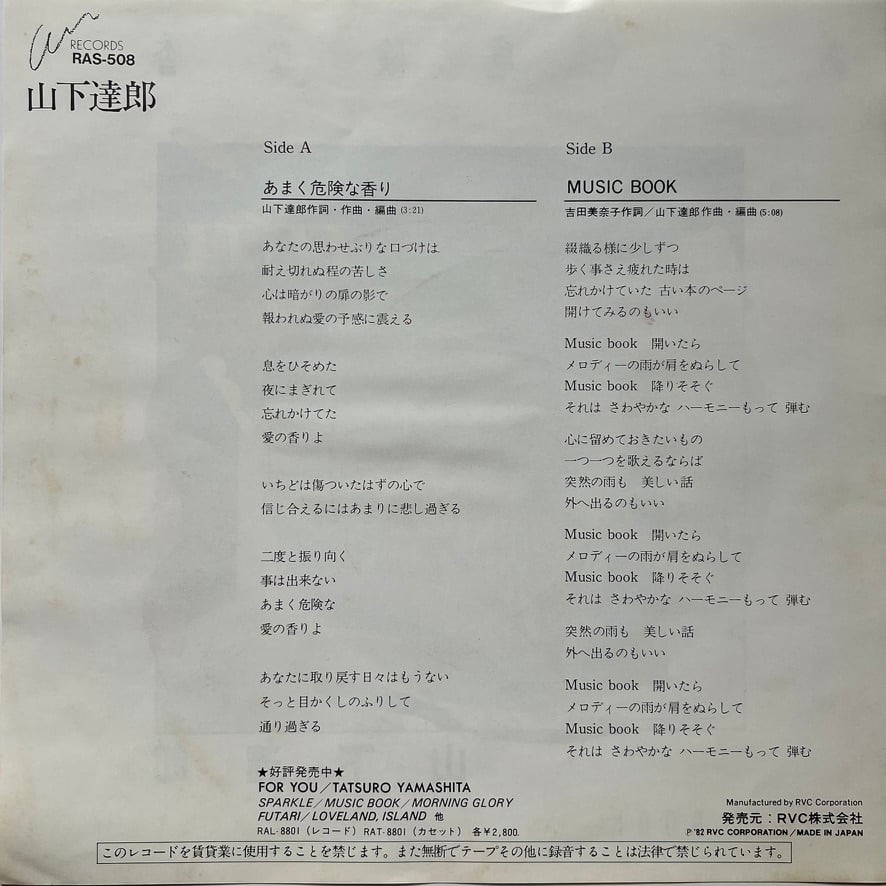 air RECORDS
RAS-508
山下達郎
Side A
あまく危険な香り
山下達郎作詞・作曲・編曲(3:21)
あなたの思わせぶりな口づけは
耐え切れぬ程の苦しさ
心は暗がりの扉の影で
報われぬ愛の予感に震える
息をひそめた
夜にまぎれて
忘れかけてた
愛の香りよ
いちどは傷ついたはずの心で
信じ合えるにはあまりに悲し過ぎる
二度と振り向く
事は出来ない
あまく危険な
愛の香りよ
あなたに取り戻す日々はもうない
そっと目かくしのふりして
通り過ぎる
Side B
MUSIC BOOK
吉田美奈子作詞/山下達郎作曲・編曲(5:08)
綴織る様に少しずつ
歩く事さえ疲れた時は
忘れかけていた 古い本のページ
開けてみるのもいい
Music book 開いたら
メロディーの雨が肩をぬらして
Music book 降りそそぐ
それは さわやかな ハーモニーもって 弾む
心に留めておきたいもの
一つ一つを歌えるならば
突然の雨も 美しい話
外へ出るのもいい
Music book 開いたら
メロディーの雨が肩をぬらして
Music book 降りそそぐ
それは さわやかな ハーモニーもって 弾む
突然の雨も 美しい話
外へ出るのもいい
Music book 開いたら
メロディーの雨が肩をぬらして
Music book 降りそそぐ
それは さわやかな ハーモニーもって 弾む
★好評発売中★
FOR YOU/TATSURO YAMASHITA
SPARKLE/MUSIC BOOK/MORNING GLORY
FUTARI/LOVELAND, ISLAND 他
RAL-8801(レコード) RAT-8801(カセット) 各¥2,800.
Manufactured by RVC Corporation
発売元:RVC株式会社
Ⓟ'82 RVC CORPORATION/MADE IN JAPAN
このレコードを賃貸業に使用することを禁じます。また無断でテープその他に録音することは法律で禁じられています。